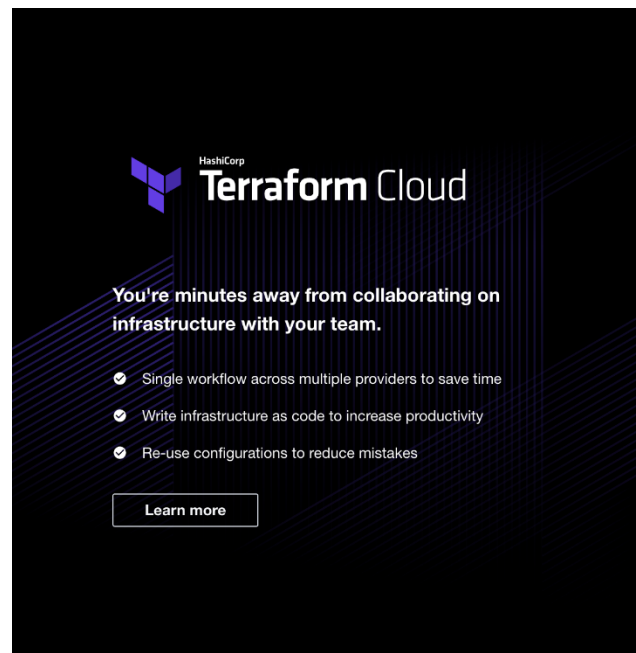 HashiCorp
Terraform Cloud
You're minutes away from collaborating on
infrastructure with your team.
Single workflow across multiple providers to save time
Write infrastructure as code to increase productivity
Re-use configurations to reduce mistakes
Learn more